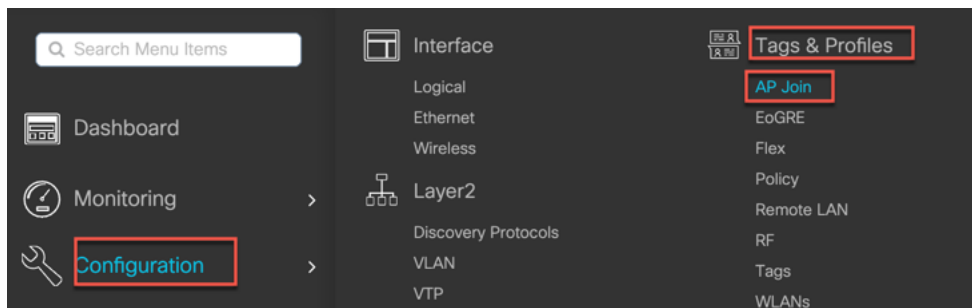 Search Menu Items
Dashboard
Monitoring
Configuration
Interface
Logical
Ethernet
Wireless
Layer2
Discovery Protocols
VLAN
VTP
Tags & Profiles
AP Join
EoGRE
Flex
Policy
Remote LAN
RF
Tags
WLANs